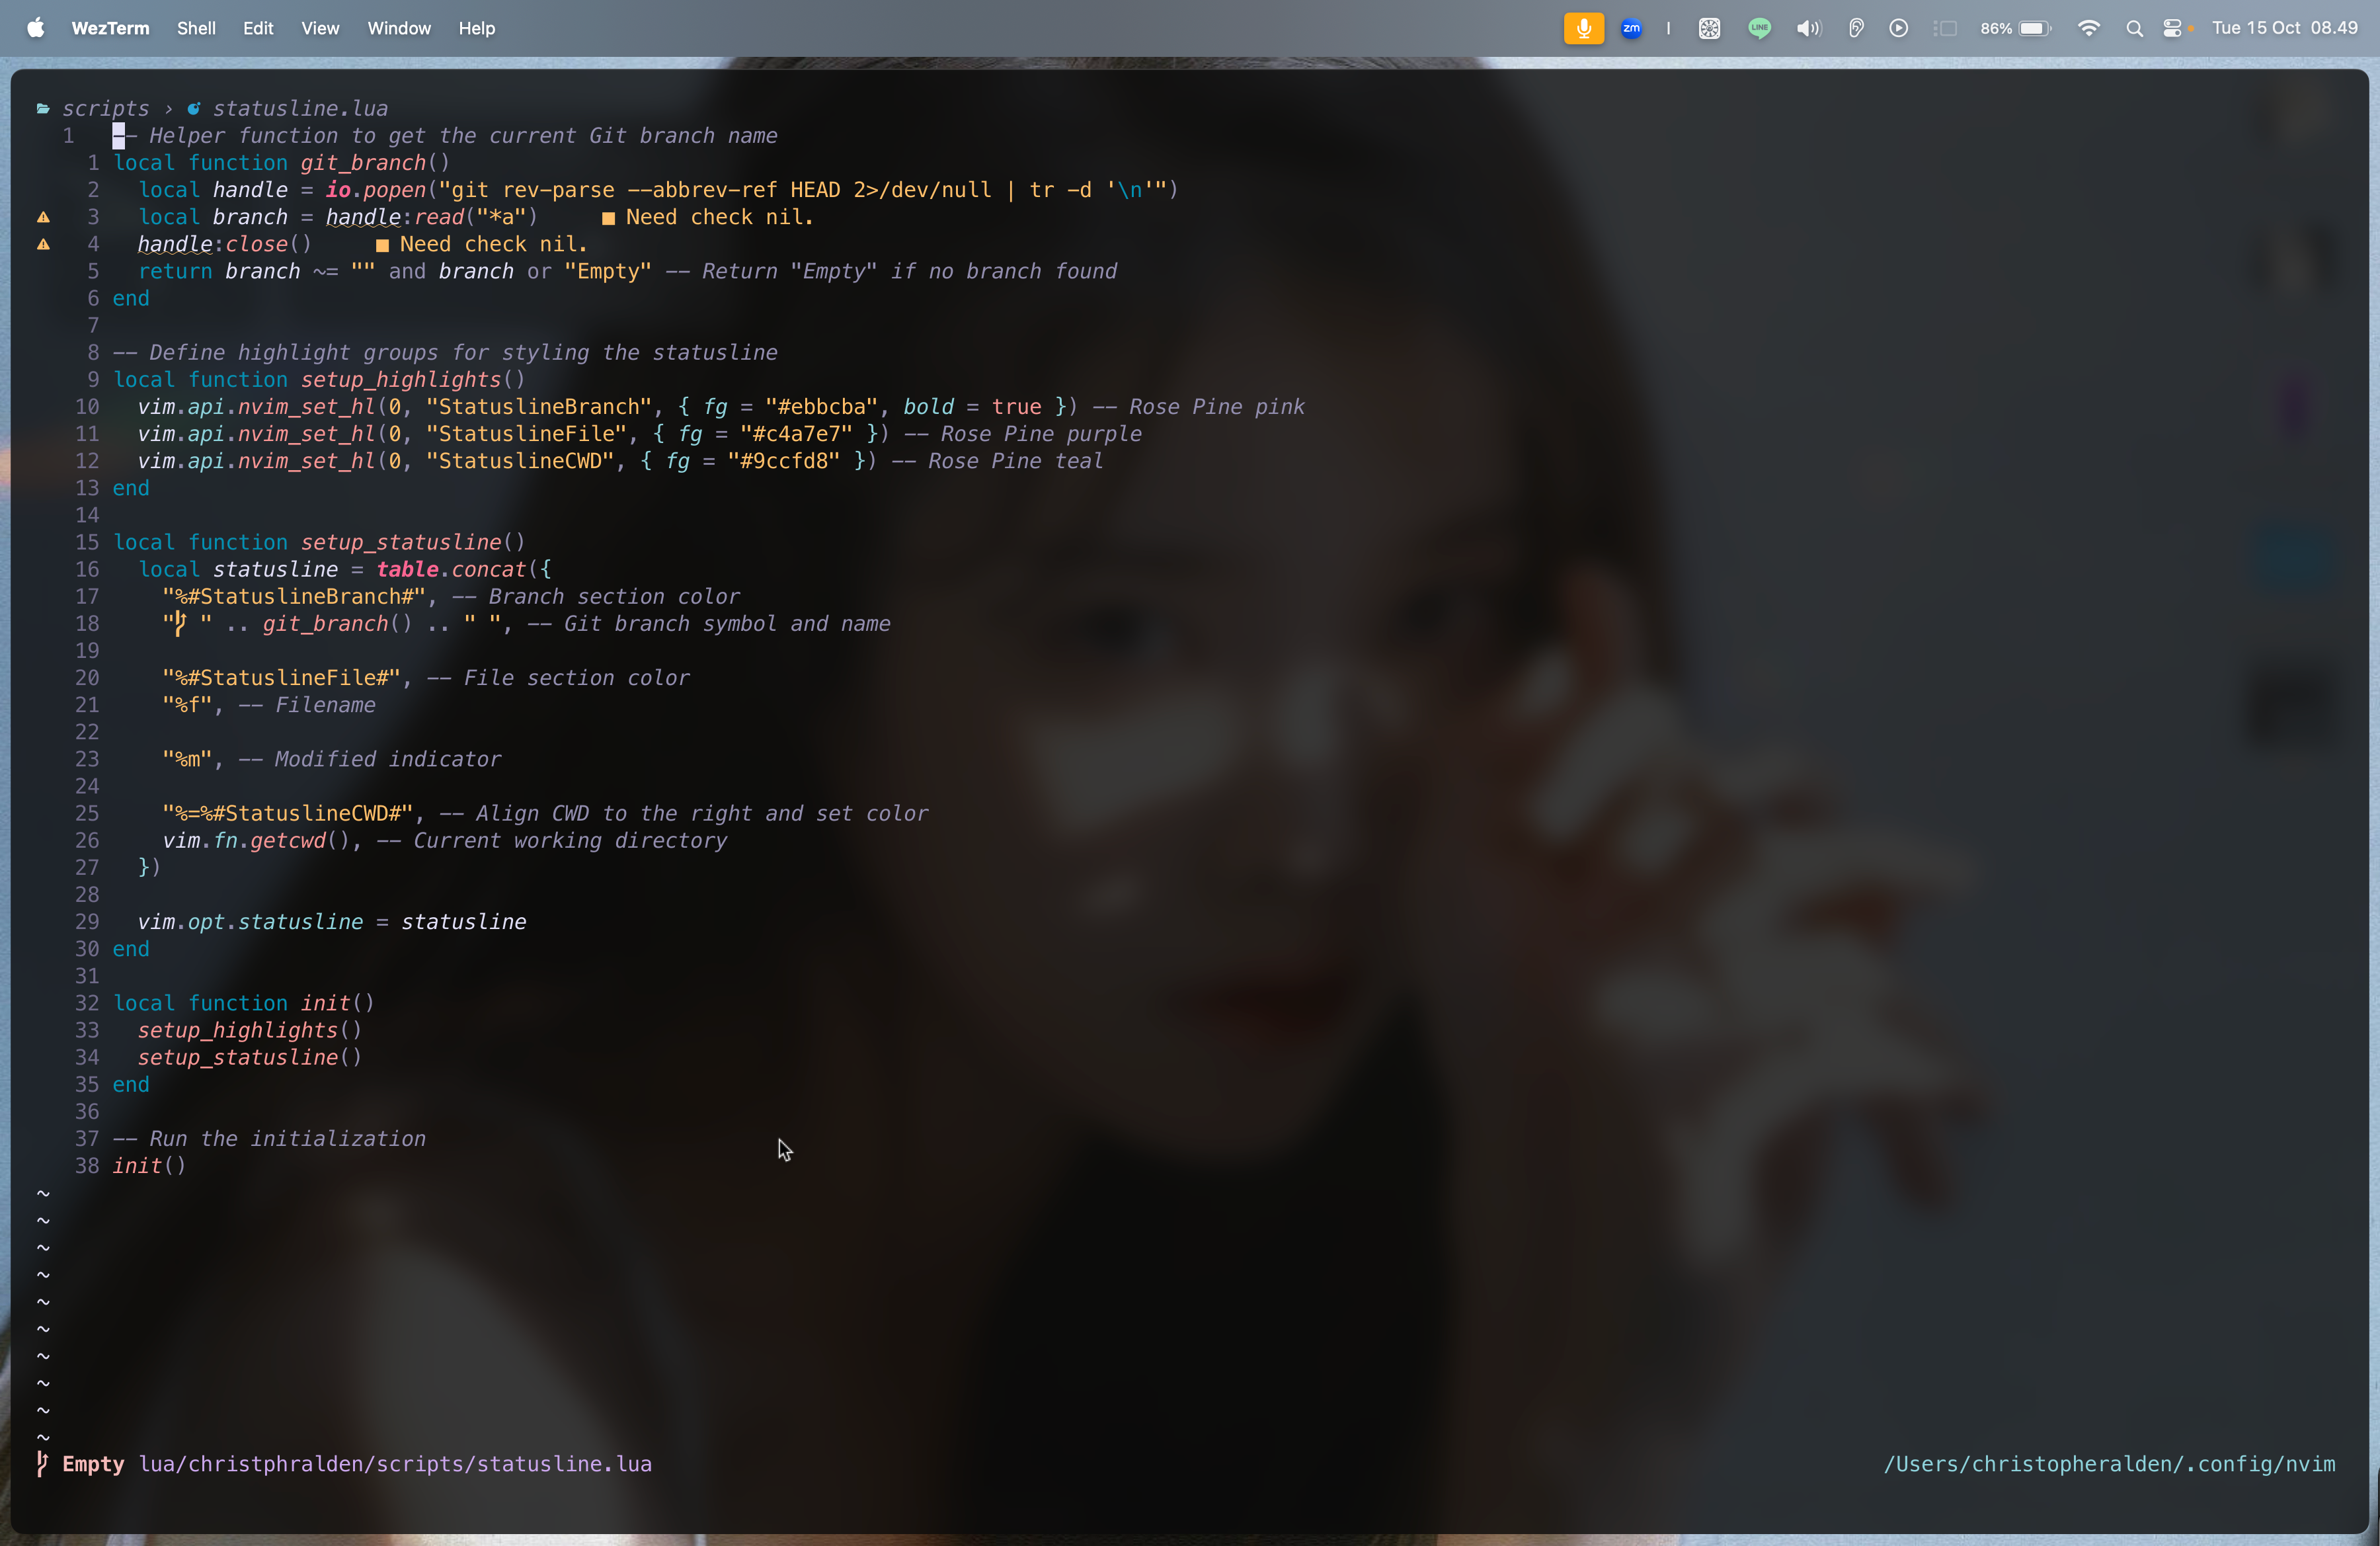 WezTerm Shell Edit View Window Help zm LINE 86% Tue 15 Oct 08.49
scripts › statusline.lua
1 -- Helper function to get the current Git branch name
1 local function git_branch()
2 local handle = io.popen("git rev-parse --abbrev-ref HEAD 2>/dev/null | tr -d '\n'")
3 local branch = handle:read("*a") ■ Need check nil.
4 handle:close() ■ Need check nil.
5 return branch ~= "" and branch or "Empty" -- Return "Empty" if no branch found
6 end
7
8 -- Define highlight groups for styling the statusline
9 local function setup_highlights()
10 vim.api.nvim_set_hl(0, "StatuslineBranch", { fg = "#ebbcba", bold = true }) -- Rose Pine pink
11 vim.api.nvim_set_hl(0, "StatuslineFile", { fg = "#c4a7e7" }) -- Rose Pine purple
12 vim.api.nvim_set_hl(0, "StatuslineCWD", { fg = "#9ccfd8" }) -- Rose Pine teal
13 end
14
15 local function setup_statusline()
16 local statusline = table.concat({
17 "%#StatuslineBranch#", -- Branch section color
18 " " .. git_branch() .. " ", -- Git branch symbol and name
19
20 "%#StatuslineFile#", -- File section color
21 "%f", -- Filename
22
23 "%m", -- Modified indicator
24
25 "%=%#StatuslineCWD#", -- Align CWD to the right and set color
26 vim.fn.getcwd(), -- Current working directory
27 })
28
29 vim.opt.statusline = statusline
30 end
31
32 local function init()
33 setup_highlights()
34 setup_statusline()
35 end
36
37 -- Run the initialization
38 init()
~
~
~
~
~
~
~
~
~
~
Empty lua/christphralden/scripts/statusline.lua /Users/christopheralden/.config/nvim